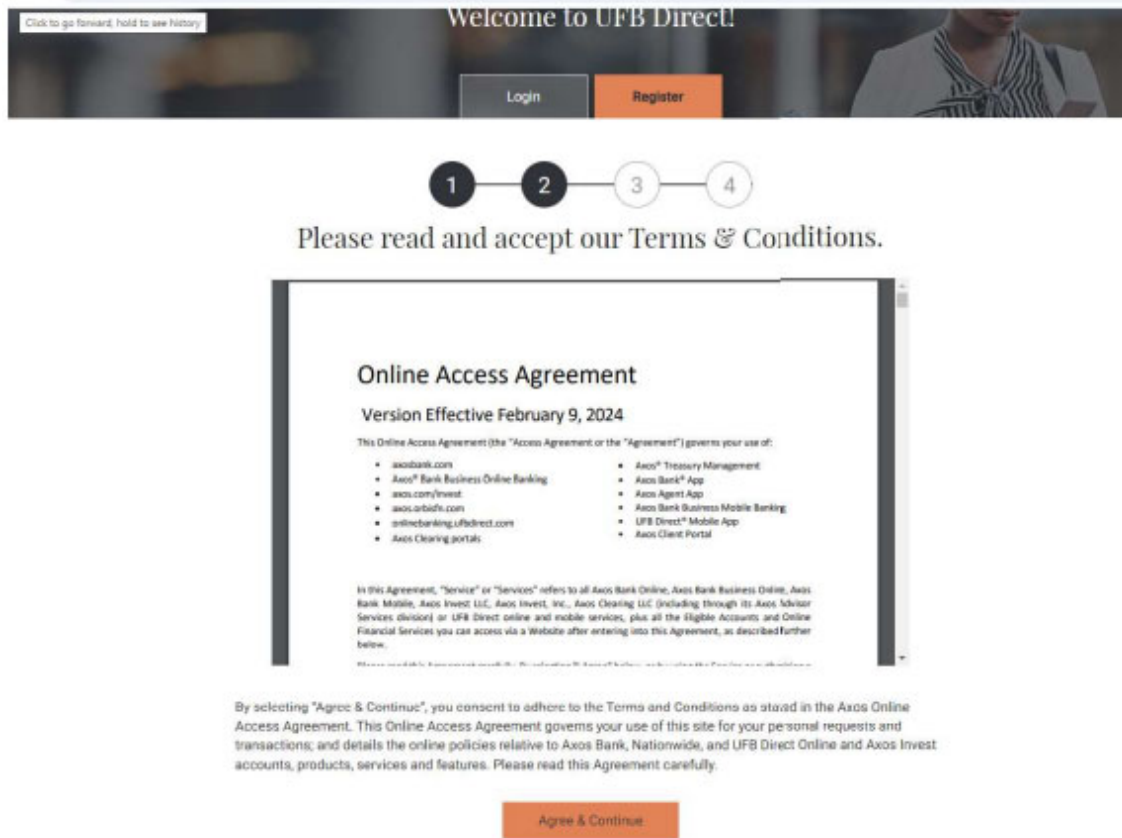 Click to go forward, hold to see history
Welcome to UFB Direct!
Login
Register
1
2
3
4
Please read and accept our Terms & Conditions.
Online Access Agreement
Version Effective February 9, 2024
This Online Access Agreement (the "Access Agreement or the "Agreement") governs your use of:
• axosbank.com
• Axos® Bank Business Online Banking
• axos.com/invest
• axos.orbisfn.com
• onlinebanking.ufbdirect.com
• Axos Clearing portals
• Axos® Treasury Management
• Axos Bank® App
• Axos Agent App
• Axos Bank Business Mobile Banking
• UFB Direct® Mobile App
• Axos Client Portal
In this Agreement, "Service" or "Services" refers to all Axos Bank Online, Axos Bank Business Online, Axos
Bank Mobile, Axos Invest LLC, Axos Invest, Inc., Axos Clearing LLC (including through its Axos Advisor
Services division) or UFB Direct online and mobile services, plus all the Eligible Accounts and Online
Financial Services you can access via a Website after entering into this Agreement, as described further
below.
By selecting "Agree & Continue", you consent to adhere to the Terms and Conditions as stated in the Axos Online
Access Agreement. This Online Access Agreement governs your use of this site for your personal requests and
transactions; and details the online policies relative to Axos Bank, Nationwide, and UFB Direct Online and Axos Invest
accounts, products, services and features. Please read this Agreement carefully.
Agree & Continue